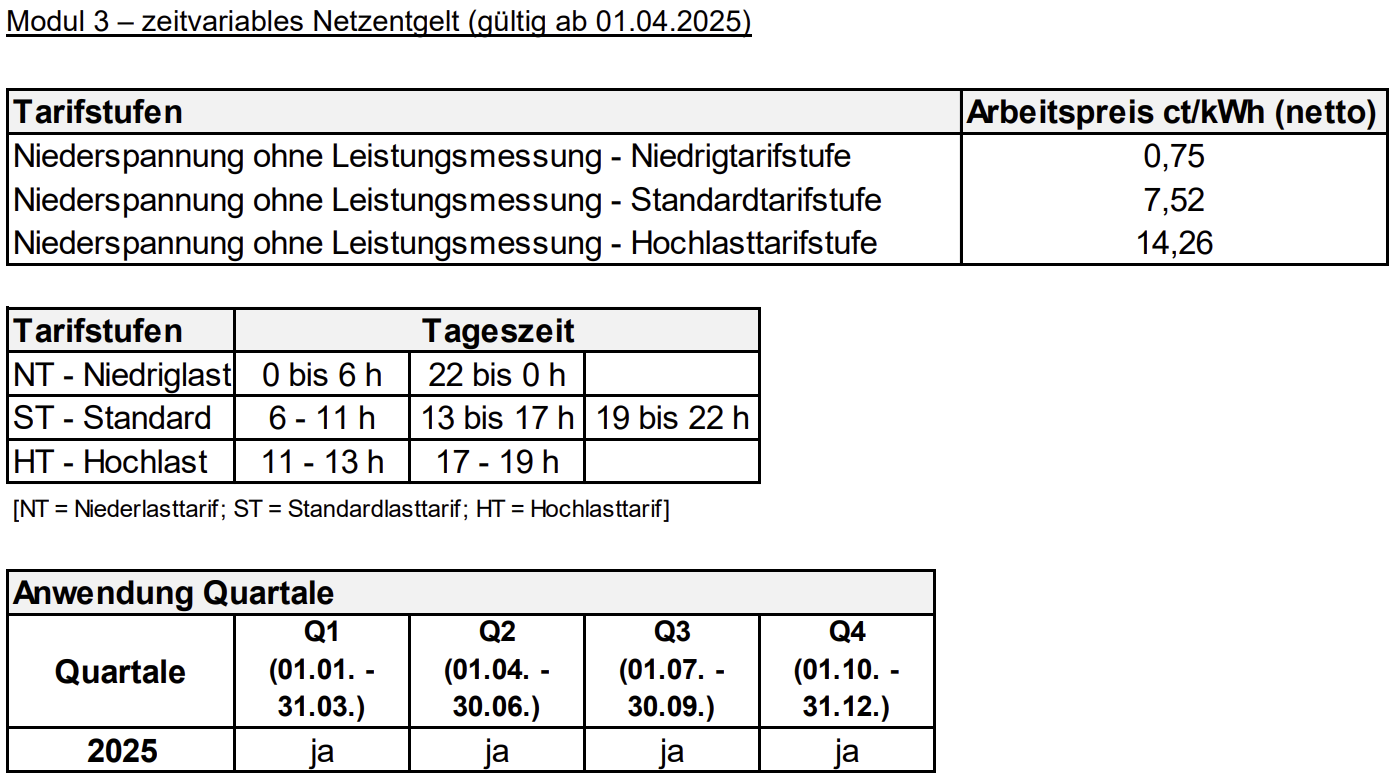 Modul 3 – zeitvariables Netzentgelt (gültig ab 01.04.2025)
Tarifstufen Arbeitspreis ct/kWh (netto)
Niederspannung ohne Leistungsmessung - Niedrigtarifstufe 0,75
Niederspannung ohne Leistungsmessung - Standardtarifstufe 7,52
Niederspannung ohne Leistungsmessung - Hochlasttarifstufe 14,26
Tarifstufen Tageszeit
NT - Niedriglast 0 bis 6 h 22 bis 0 h
ST - Standard 6 - 11 h 13 bis 17 h 19 bis 22 h
HT - Hochlast 11 - 13 h 17 - 19 h
[NT = Niederlasttarif; ST = Standardlasttarif; HT = Hochlasttarif]
Anwendung Quartale
Quartale
Q1
(01.01. -
31.03.)
Q2
(01.04. -
30.06.)
Q3
(01.07. -
30.09.)
Q4
(01.10. -
31.12.)
2025 ja ja ja ja